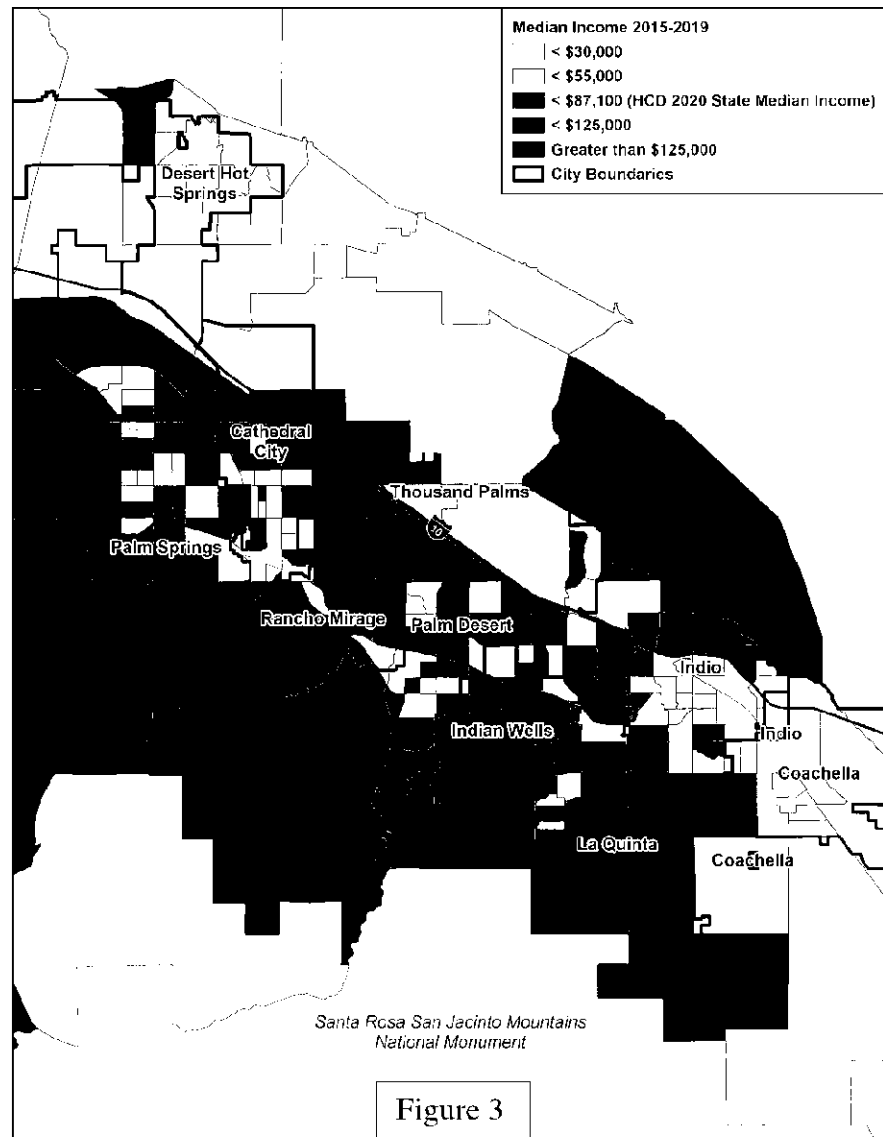 Median Income 2015-2019
< $30,000
< $55,000
< $87,100 (HCD 2020 State Median Income)
< $125,000
Greater than $125,000
City Boundaries
Desert Hot
Springs
Cathedral
City
Thousand Palms
10
Palm Springs
Rancho Mirage
Palm Desert
Indio
Indian Wells
Indio
Coachella
La Quinta
Coachella
Santa Rosa San Jacinto Mountains
National Monument
Figure 3